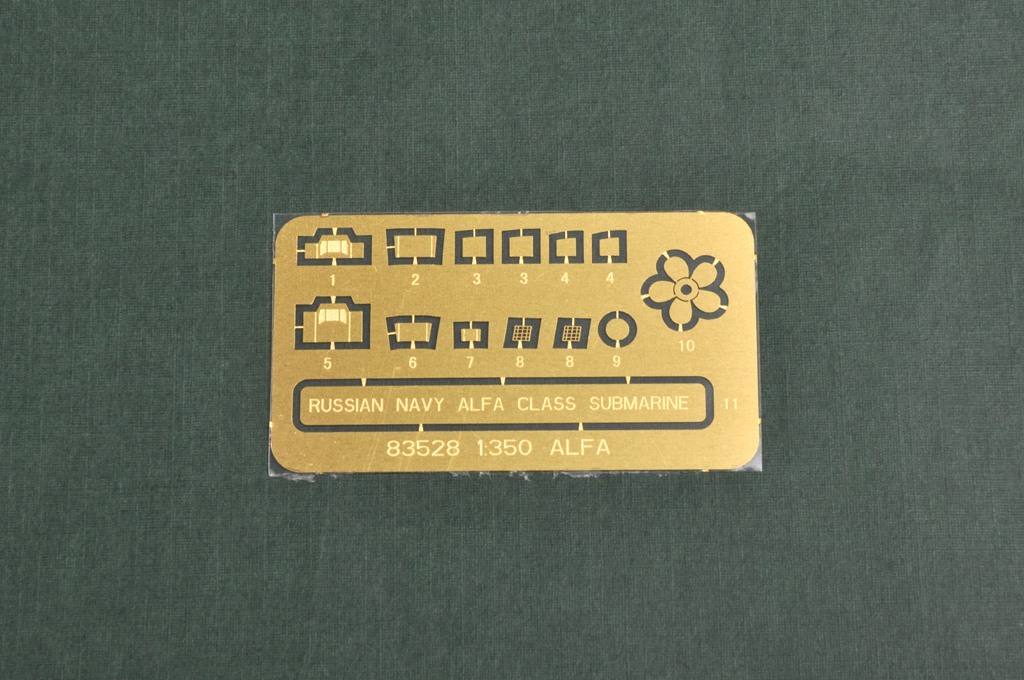 1 2 3 3 4 4
10
5 6 7 8 8 9
RUSSIAN NAVY ALFA CLASS SUBMARINE 11
83528 1:350 ALFA